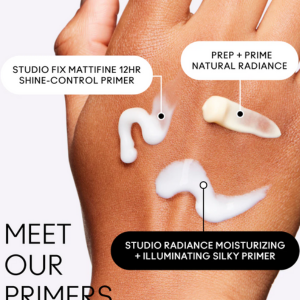 STUDIO FIX MATTIFINE 12HR
SHINE-CONTROL PRIMER
PREP + PRIME
NATURAL RADIANCE
STUDIO RADIANCE MOISTURIZING
+ ILLUMINATING SILKY PRIMER
MEET
OUR
PRIMERS